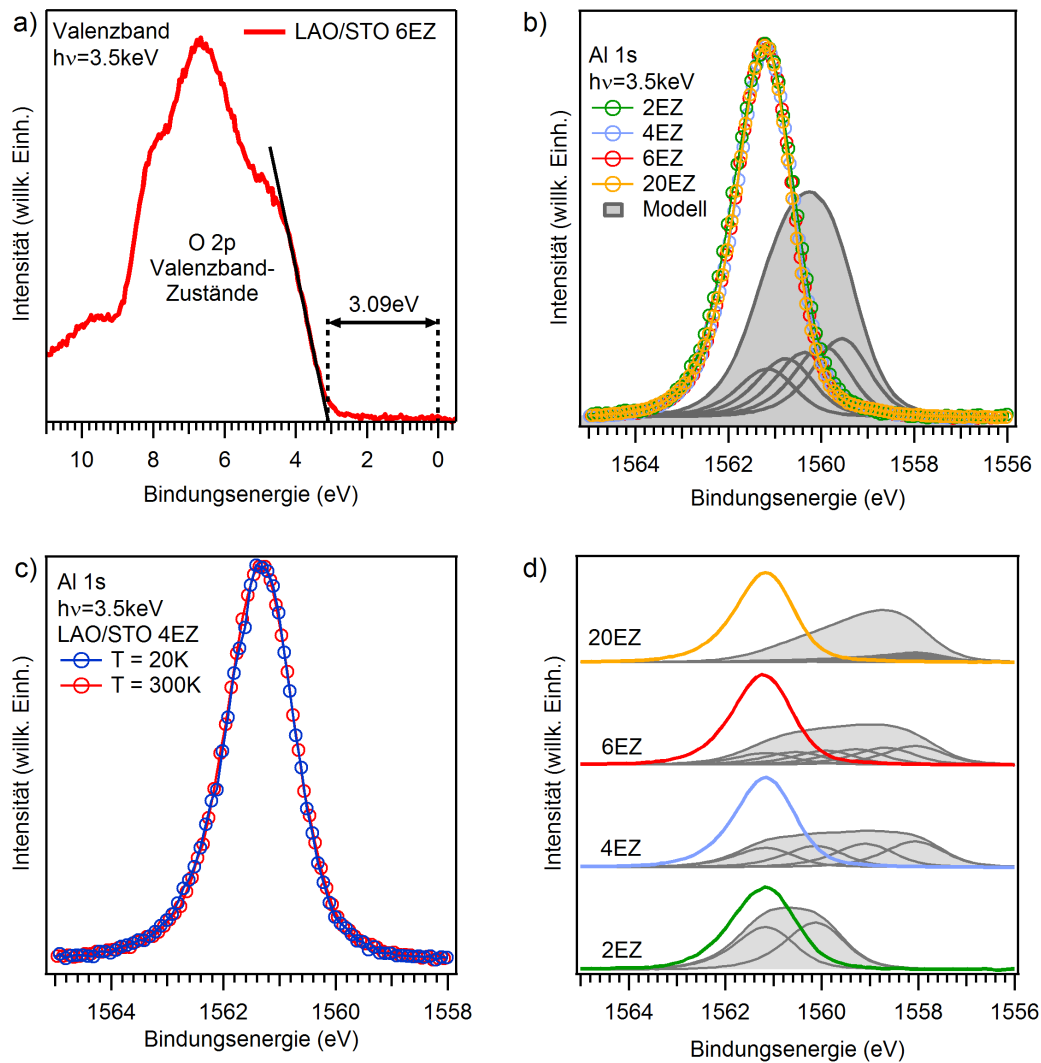 a)
Valenzband
hν=3.5keV
LAO/STO 6EZ
O 2p
Valenzband-
Zustände
3.09eV
Intensität (willk. Einh.)
10 8 6 4 2 0
Bindungsenergie (eV)
b)
Al 1s
hν=3.5keV
2EZ
4EZ
6EZ
20EZ
Modell
Intensität (willk. Einh.)
1564 1562 1560 1558 1556
Bindungsenergie (eV)
c)
Al 1s
hν=3.5keV
LAO/STO 4EZ
T = 20K
T = 300K
Intensität (willk. Einh.)
1564 1562 1560 1558
Bindungsenergie (eV)
d)
20EZ
6EZ
4EZ
2EZ
Intensität (willk. Einh.)
1564 1562 1560 1558 1556
Bindungsenergie (eV)